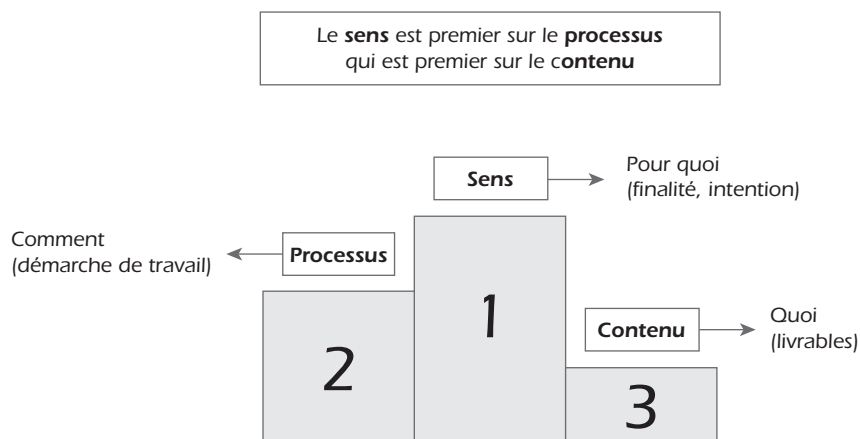 Le sens est premier sur le processus
qui est premier sur le contenu
Sens
Pour quoi
(finalité, intention)
Comment
(démarche de travail)
Processus
1
Contenu
Quoi
(livrables)
2
3